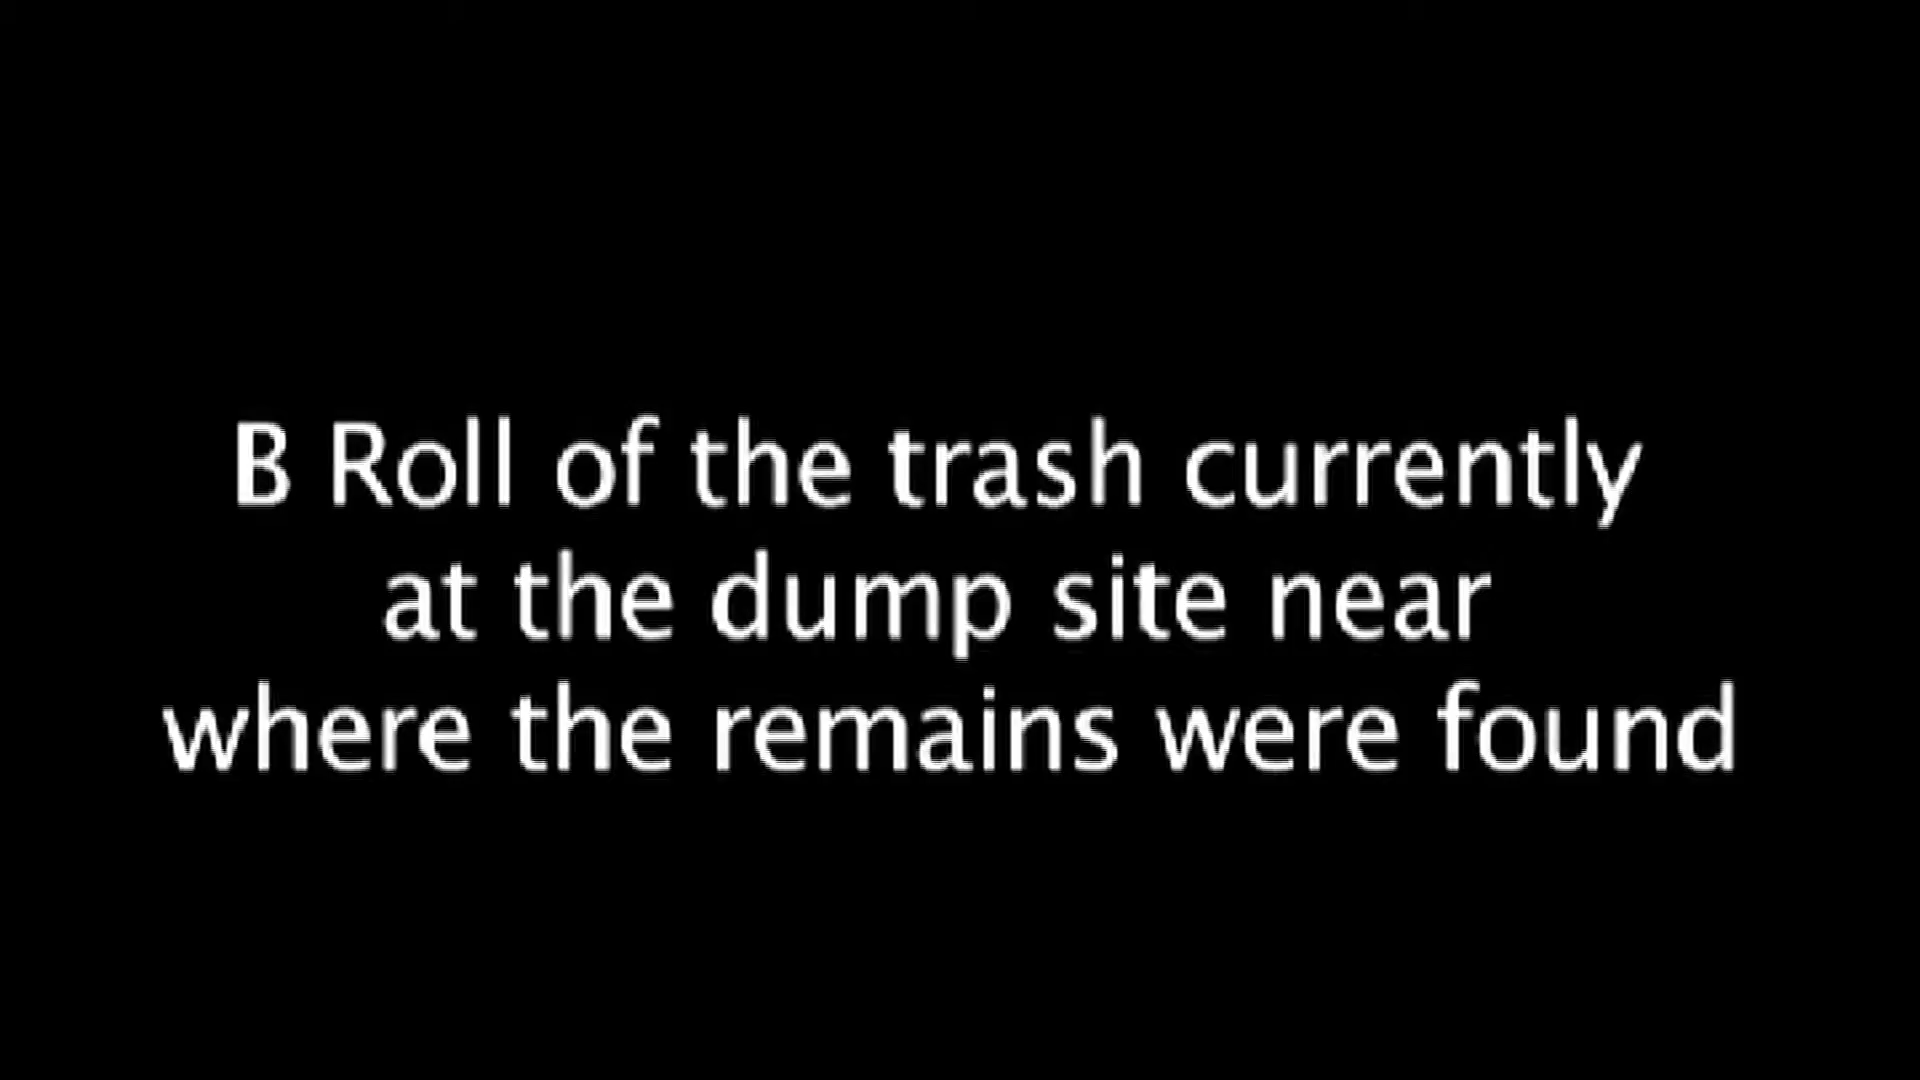 B Roll of the trash currently
at the dump site near
where the remains were found